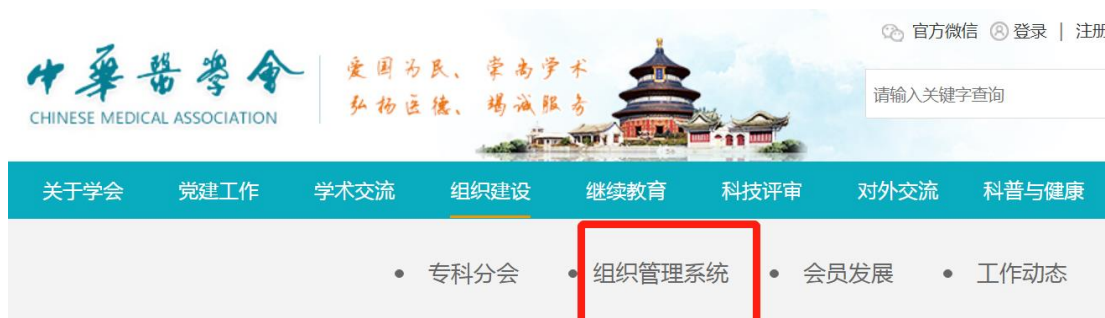 官方微信 登录 | 注册
中華醫學會
CHINESE MEDICAL ASSOCIATION
爱国为民、崇尚学术
弘扬医德、竭诚服务
请输入关键字查询
关于学会 党建工作 学术交流 组织建设 继续教育 科技评审 对外交流 科普与健康
• 专科分会 • 组织管理系统 • 会员发展 • 工作动态